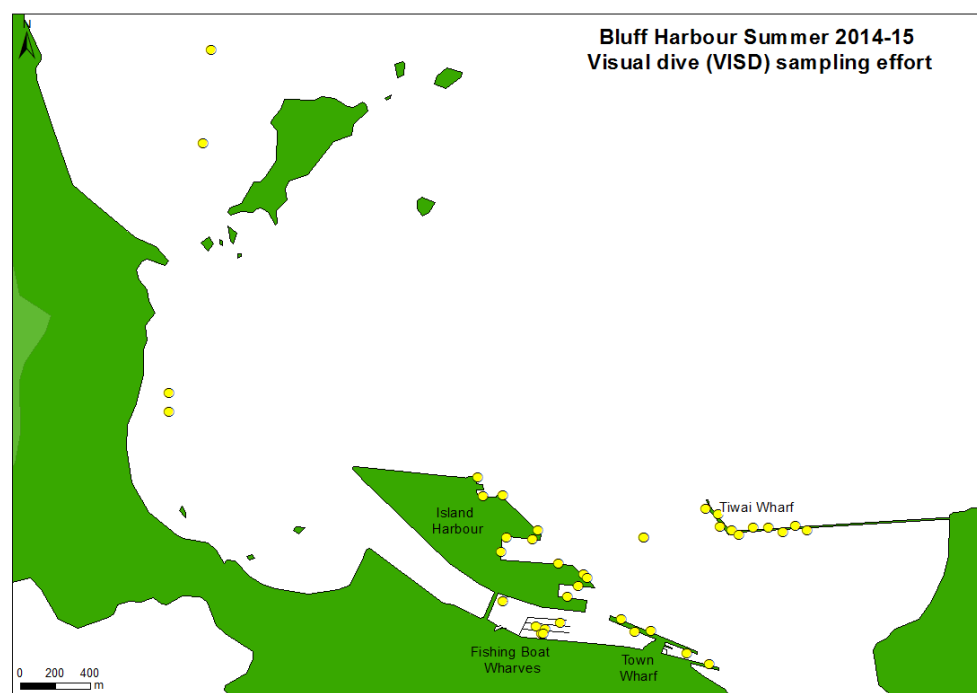 Bluff Harbour Summer 2014-15
Visual dive (VISD) sampling effort
N
Tiwai Wharf
Island
Harbour
Fishing Boat
Wharves
Town
Wharf
0 200 400
m